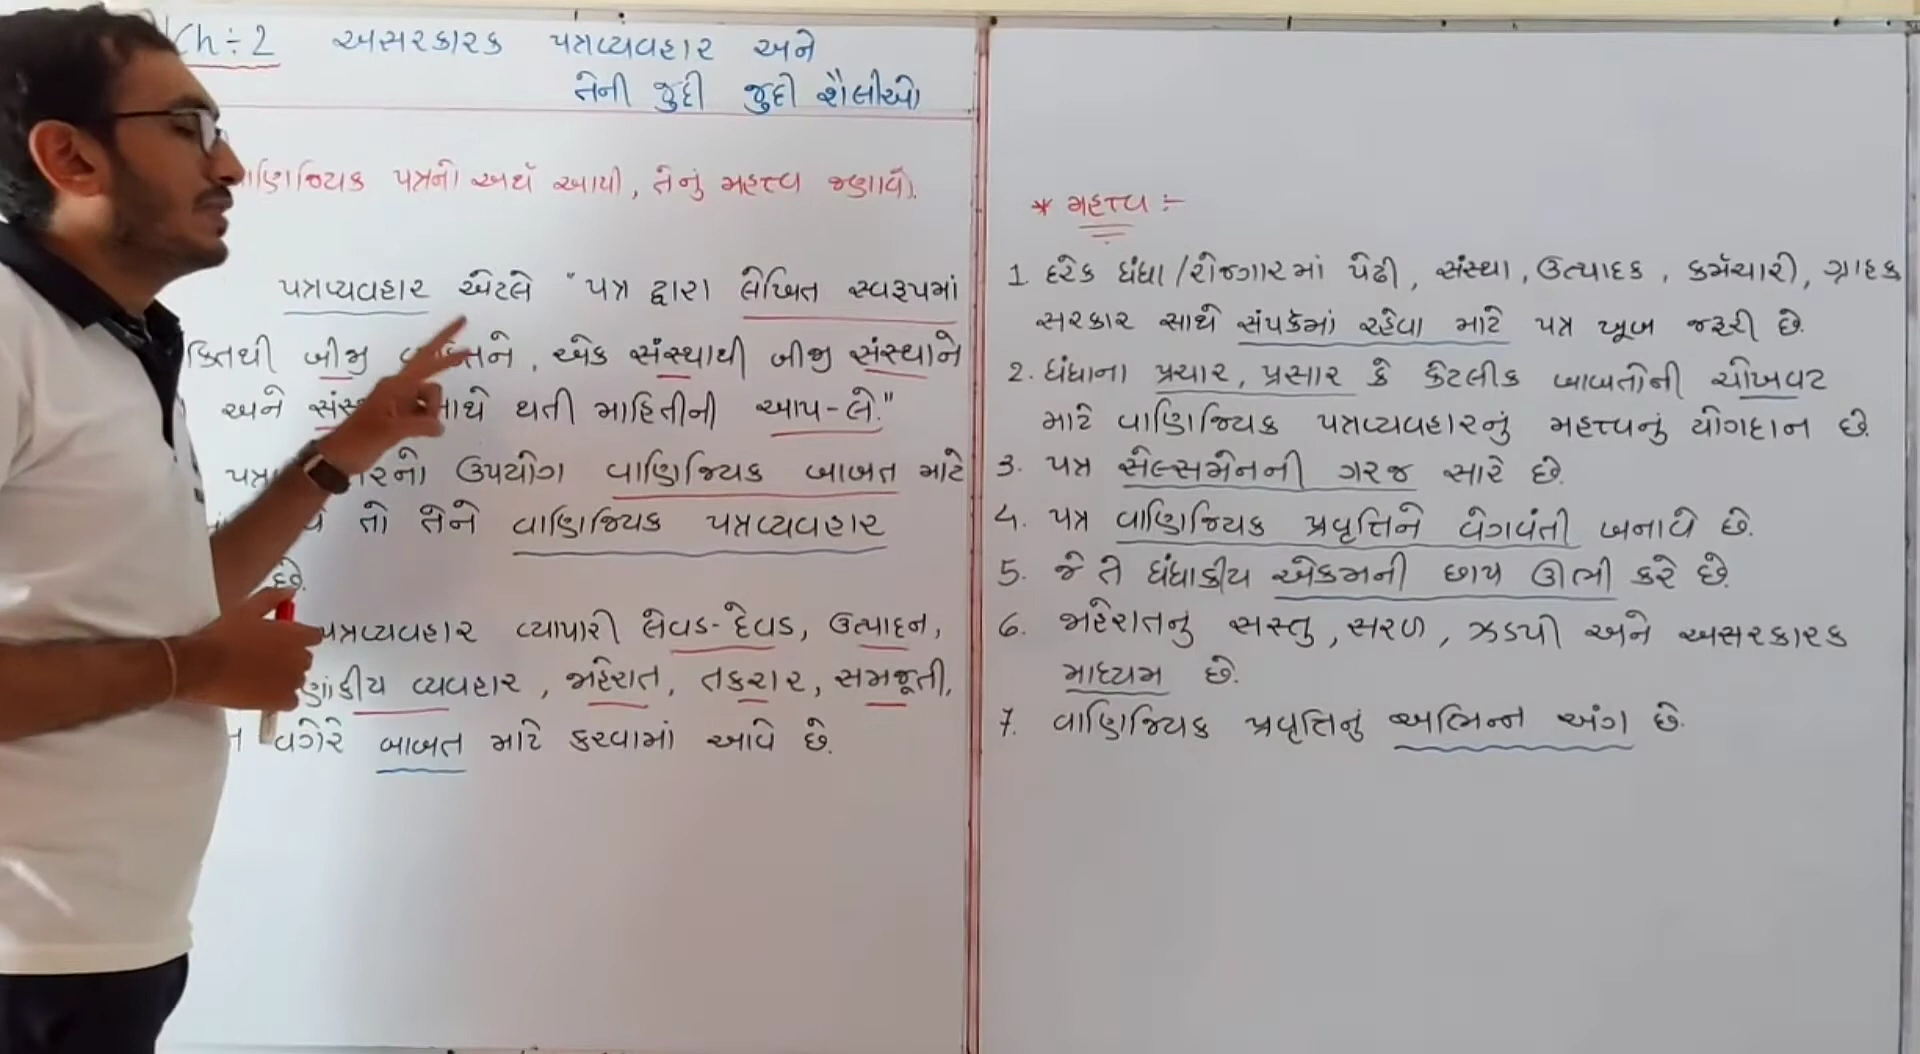 Ch ÷ 2 અસરકારક પત્રવ્યવહાર અને
તેની જુદી જુદી શૈલીઓ
વાણિજ્યિક પત્રનો અર્થ આપી, તેનું મહત્ત્વ જણાવો.
પત્રવ્યવહાર એટલે "પત્ર દ્વારા લેખિત સ્વરૂપમાં
બીજી વ્યક્તિને, એક સંસ્થાથી બીજી સંસ્થાને
અને થતી માહિતીની આપ-લે."
ઉપયોગ વાણિજ્યિક બાબત માટે
તો તેને વાણિજ્યિક પત્રવ્યવહાર
છે.
પત્રવ્યવહાર વ્યાપારી લેવડ-દેવડ, ઉત્પાદન,
વ્યવહાર, જાહેરાત, તકરાર, સમજૂતી,
વગેરે બાબત માટે કરવામાં આવે છે.
* મહત્ત્વ :-
1. દરેક ધંધા/રોજગારમાં પેઢી, સંસ્થા, ઉત્પાદક, કર્મચારી, ગ્રાહક
સરકાર સાથે સંપર્કમાં રહેવા માટે પત્ર ખૂબ જરૂરી છે.
2. ધંધાના પ્રચાર, પ્રસાર કે કેટલીક બાબતોની ચોખવટ
માટે વાણિજ્યિક પત્રવ્યવહારનું મહત્ત્વનું યોગદાન છે.
3. પત્ર સેલ્સમેનની ગરજ સારે છે.
4. પત્ર વાણિજ્યિક પ્રવૃત્તિને વેગવંતી બનાવે છે.
5. જે તે ધંધાકીય એકમની છાપ ઊભી કરે છે.
6. જાહેરાતનું સસ્તુ, સરળ, ઝડપી અને અસરકારક
માધ્યમ છે.
7. વાણિજ્યિક પ્રવૃત્તિનું અભિન્ન અંગ છે.